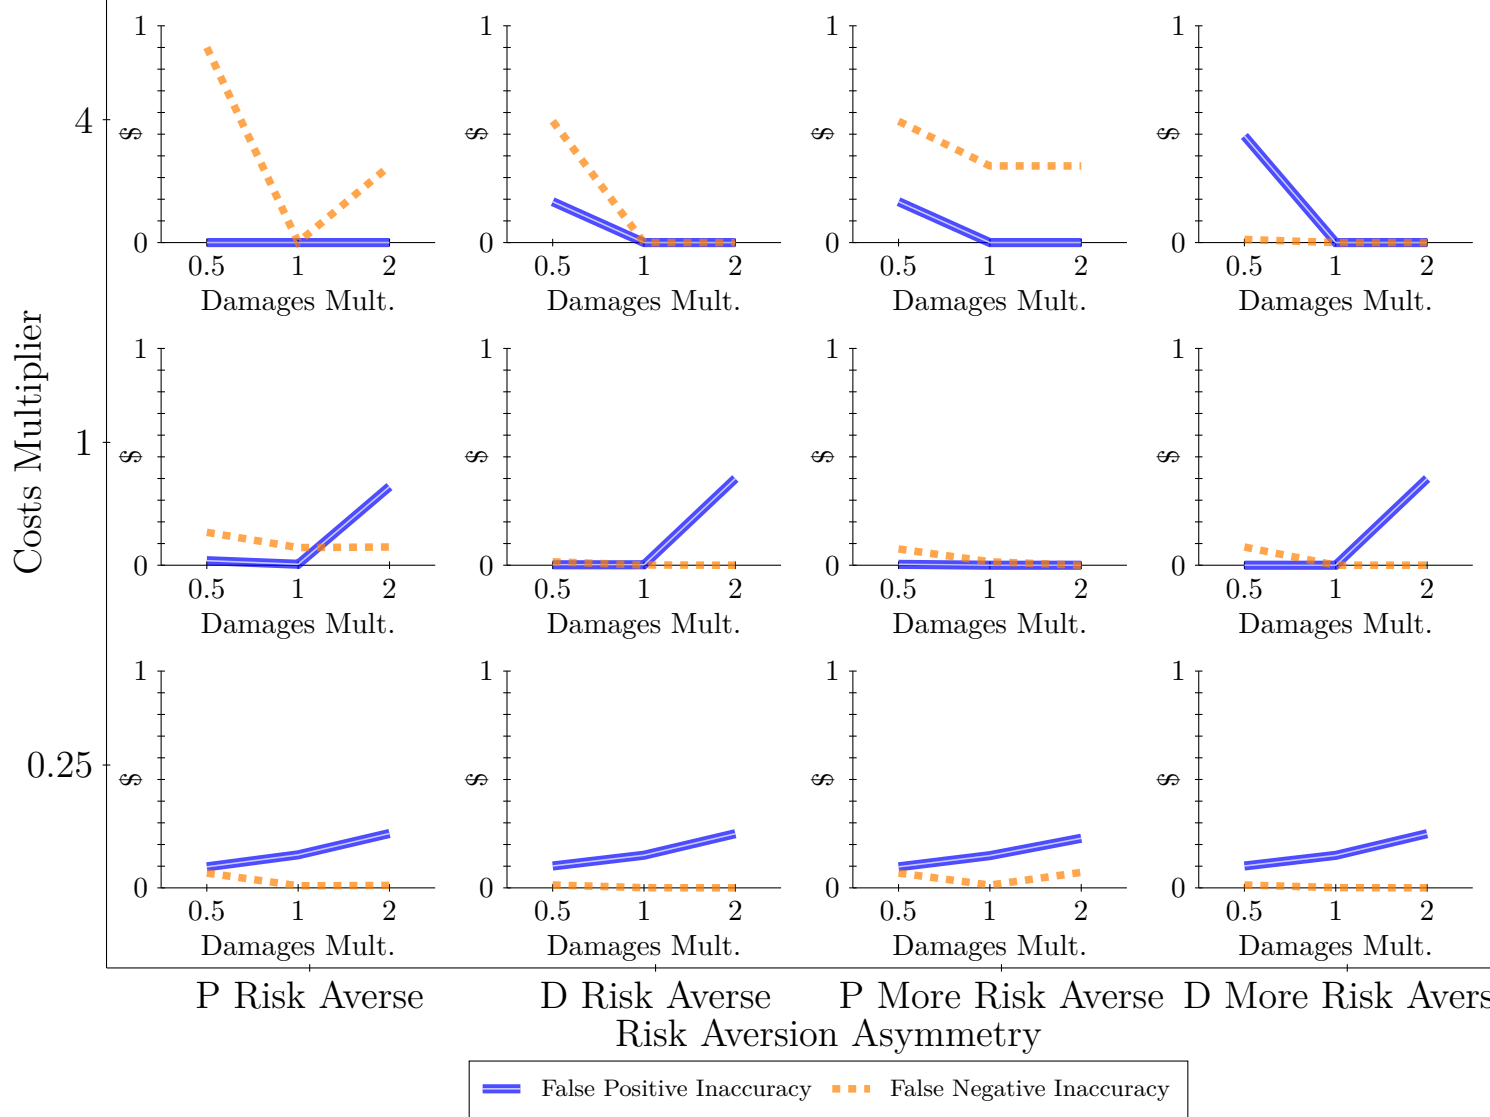 1
$
0
0.5 1 2
Damages Mult.
1
$
0
0.5 1 2
Damages Mult.
1
$
0
0.5 1 2
Damages Mult.
1
$
0
0.5 1 2
Damages Mult.
4
1
$
0
0.5 1 2
Damages Mult.
1
$
0
0.5 1 2
Damages Mult.
1
$
0
0.5 1 2
Damages Mult.
1
$
0
0.5 1 2
Damages Mult.
1
Costs Multiplier
1
$
0
0.5 1 2
Damages Mult.
1
$
0
0.5 1 2
Damages Mult.
1
$
0
0.5 1 2
Damages Mult.
1
$
0
0.5 1 2
Damages Mult.
0.25
P Risk Averse D Risk Averse P More Risk Averse D More Risk Avers
Risk Aversion Asymmetry
False Positive Inaccuracy False Negative Inaccuracy